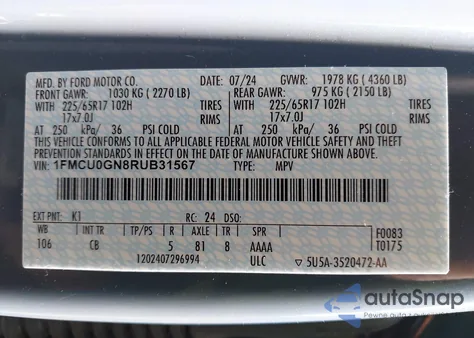 MFD. BY FORD MOTOR CO. 07/24 GVWR: 1978 KG (4360 LB)
FRONT GAWR: 1030 KG (2270 LB) REAR GAWR: 975 KG (2150 LB)
WITH 225/65R17 102H TIRES WITH 225/65R17 102H TIRES
17x7.0J RIMS 17x7.0J RIMS
AT 250 kPa/ 36 PSI COLD AT 250 kPa/ 36 PSI COLD
THIS VEHICLE CONFORMS TO ALL APPLICABLE FEDERAL MOTOR VEHICLE SAFETY, BUMPER, AND THEFT PREVENTION STANDARDS IN EFFECT ON THE DATE OF MANUFACTURE SHOWN ABOVE.
VIN: 1FMCU0GN8RUB31567 TYPE: MPV
EXT PNT: K1 RC: 24 DSO:
WB INT TR TP/PS R AXLE TR SPR F0083
106 CB 5 81 8 AAAA T0175
1202407296994 ULC ▽ 5U5A-3520472-AA
autoSnap
POWERED BY autoBidMaster